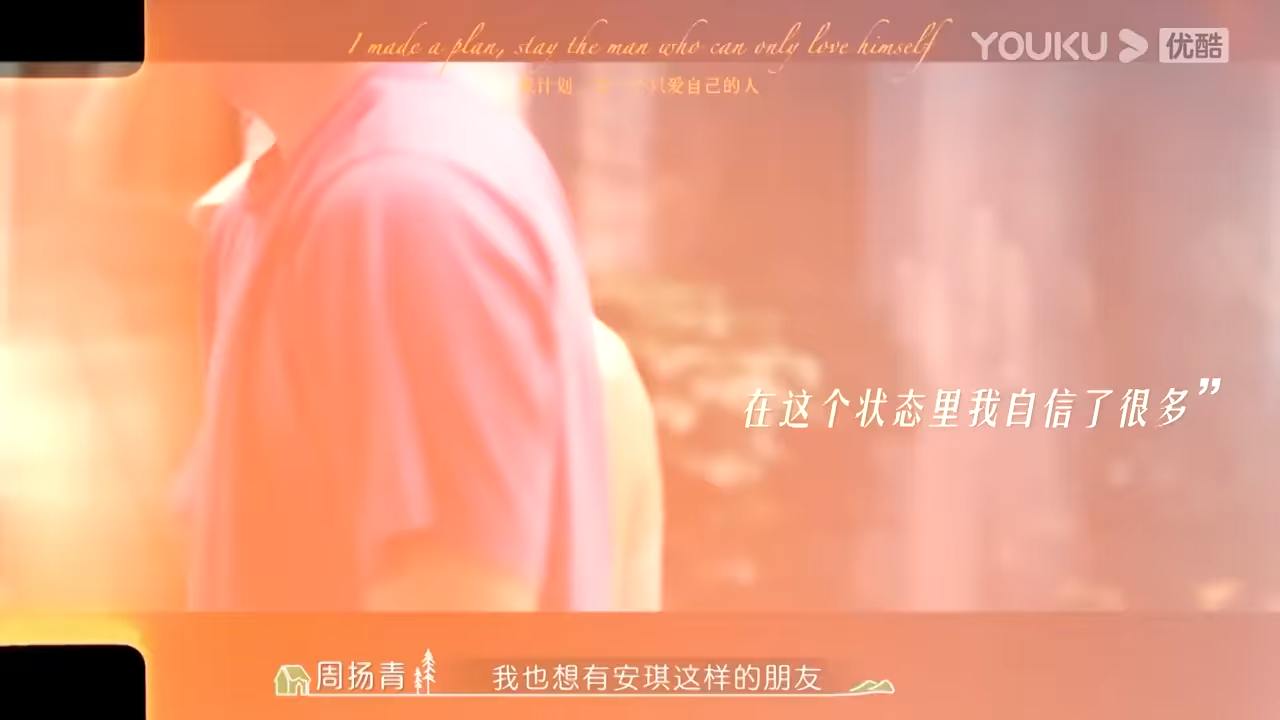 I made a plan, stay the man who can only love himself
YOUKU 优酷
计划 只爱自己的人
在这个状态里我自信了很多”
周扬青 我也想有安琪这样的朋友